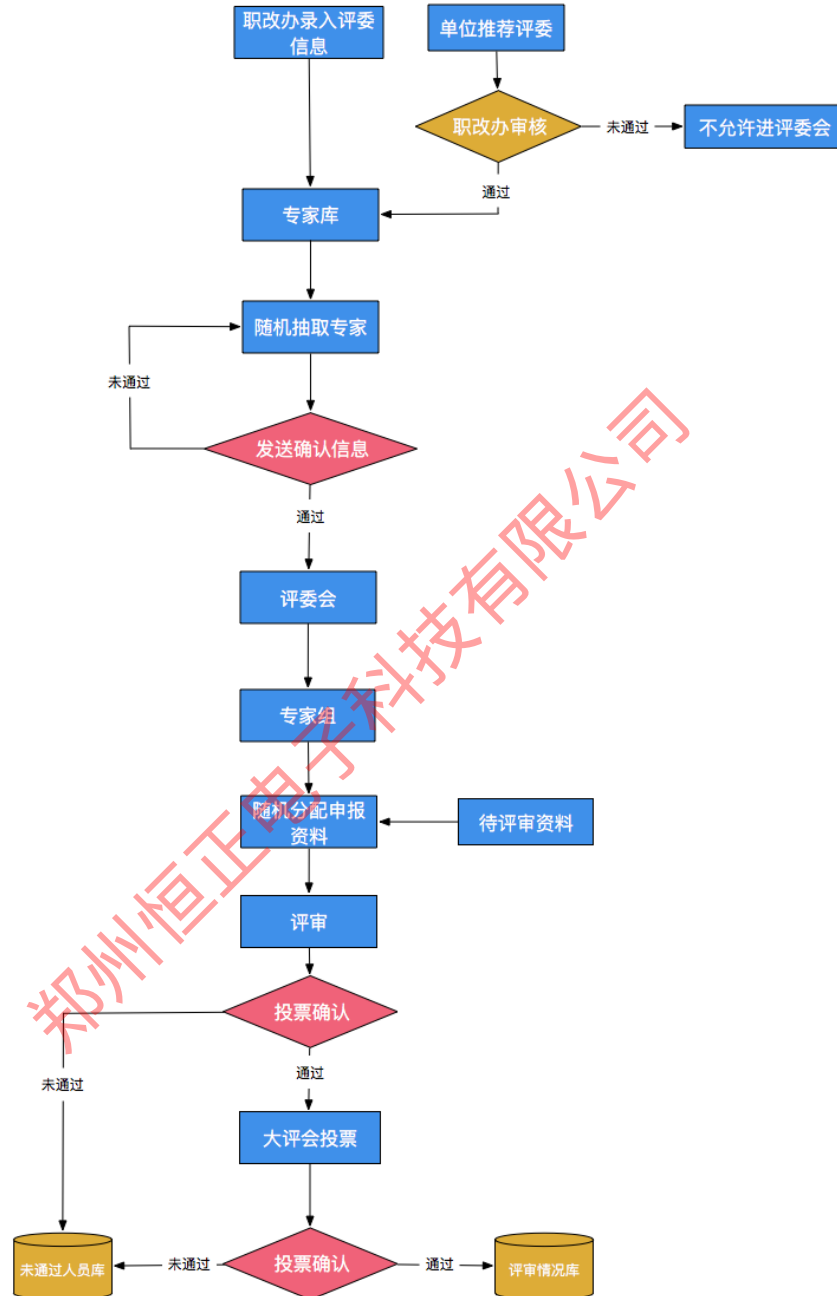 职改办录入评委
信息
单位推荐评委
职改办审核
未通过
不允许进评委会
通过
专家库
随机抽取专家
未通过
发送确认信息
通过
评委会
专家组
随机分配申报
资料
待评审资料
评审
投票确认
未通过
通过
大评会投票
未通过人员库
未通过
投票确认
通过
评审情况库
郑州恒正电子科技有限公司